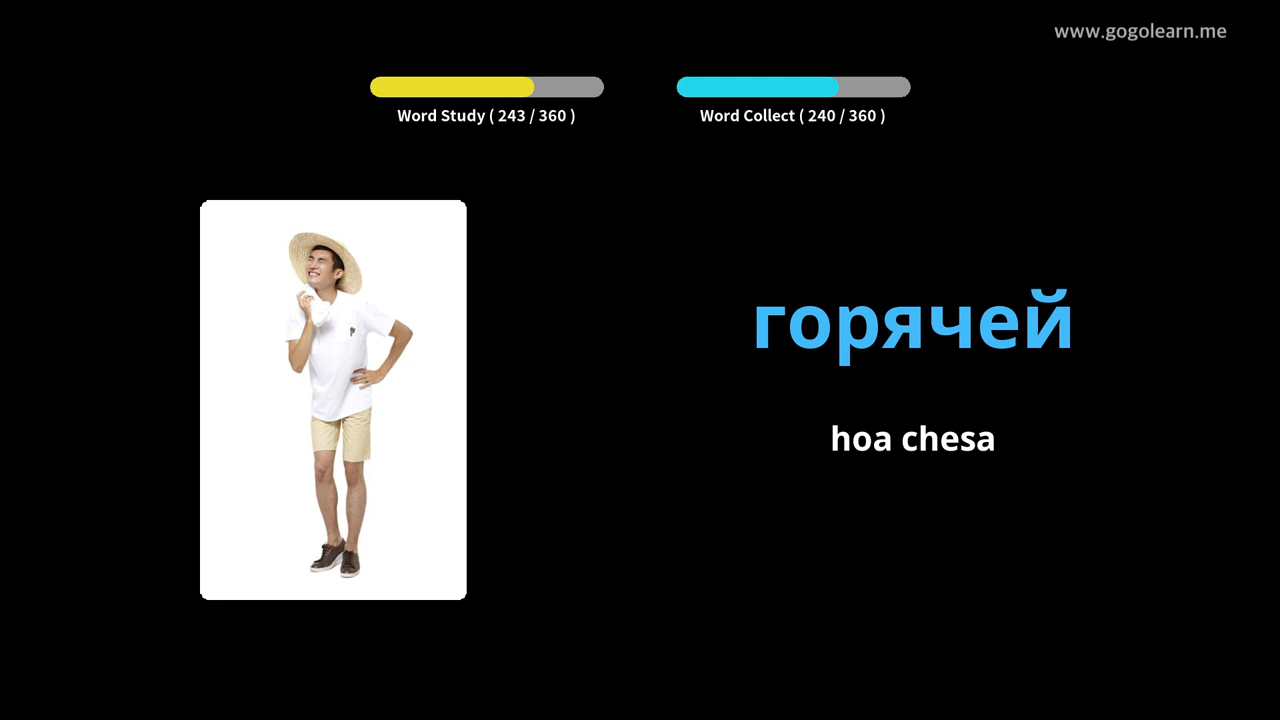 www.gogolearn.me
Word Study ( 243 / 360 )
Word Collect ( 240 / 360 )
горячей
hoa chesa